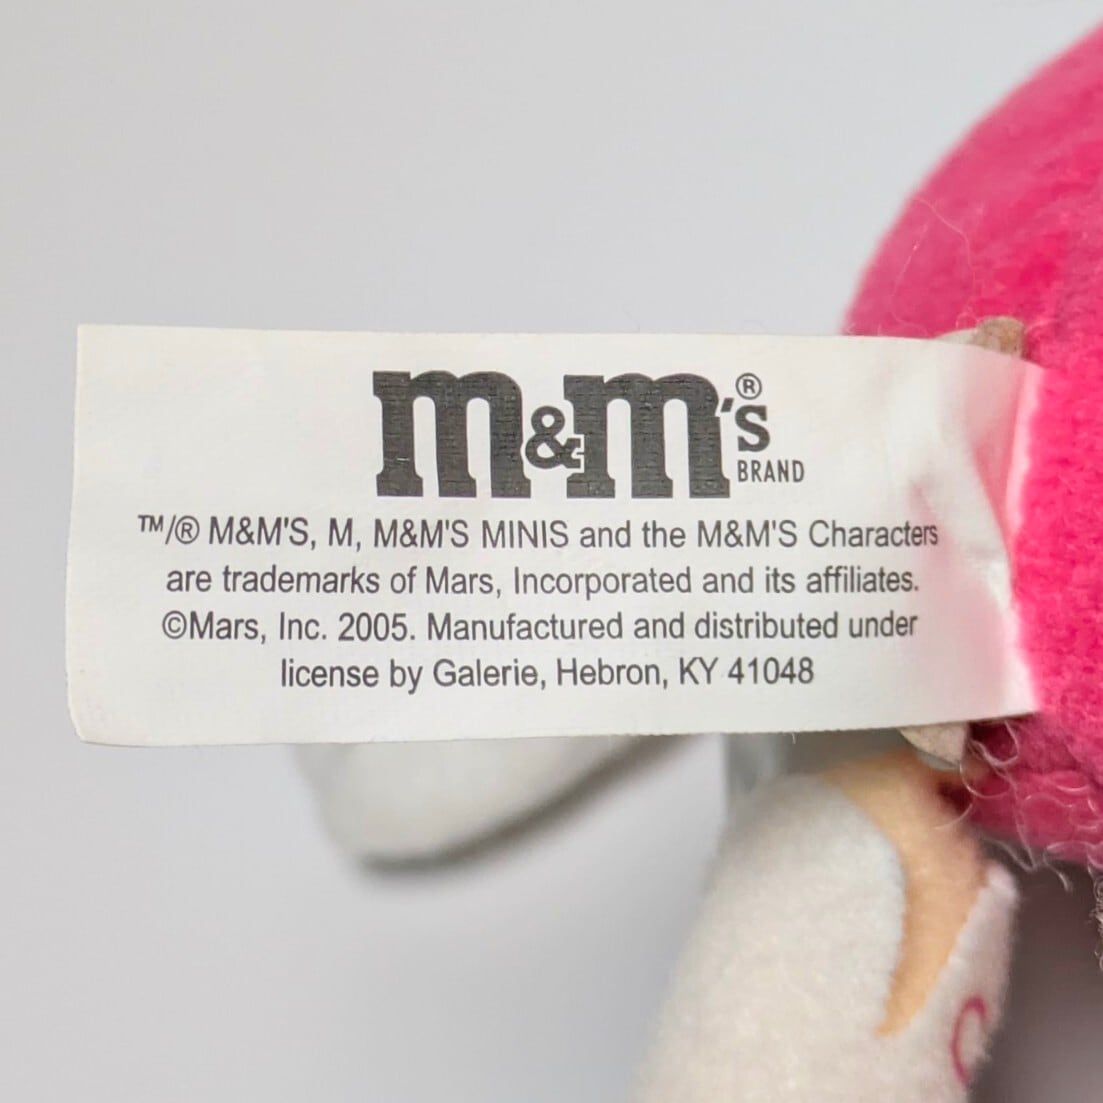 m&m's®
BRAND
™/® M&M'S, M, M&M'S MINIS and the M&M'S Characters
are trademarks of Mars, Incorporated and its affiliates.
©Mars, Inc. 2005. Manufactured and distributed under
license by Galerie, Hebron, KY 41048